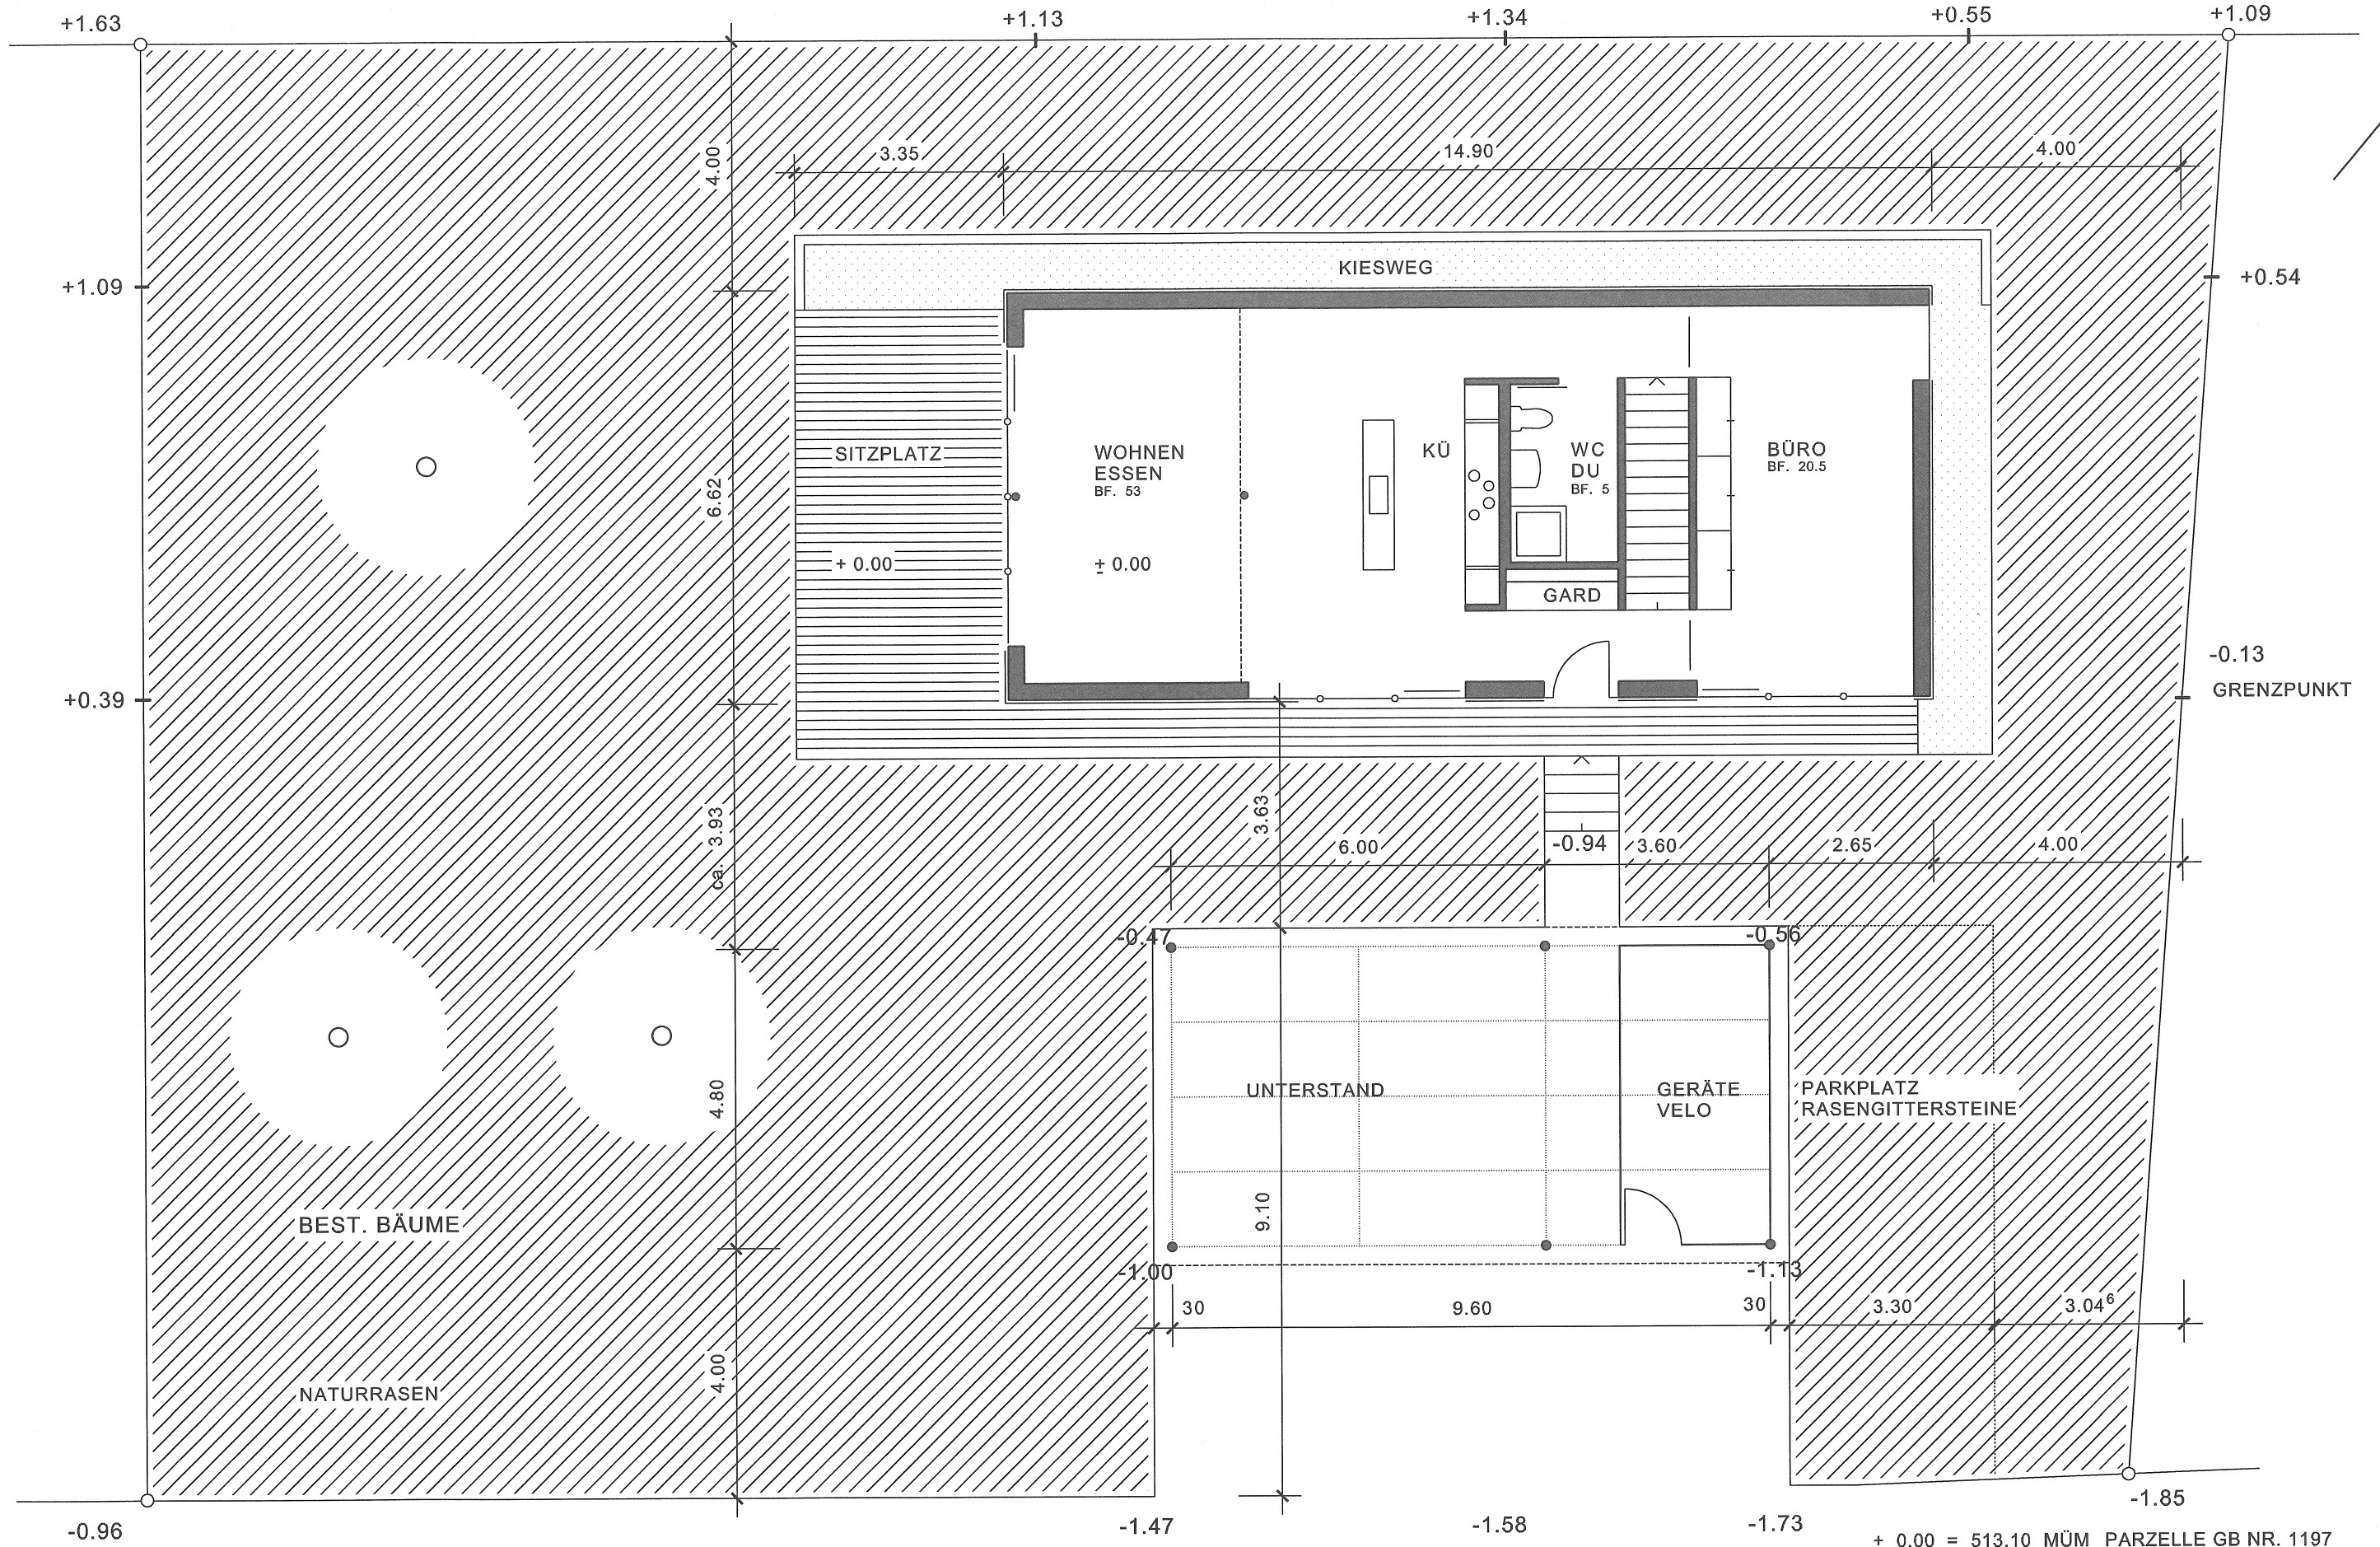 +1.63
+1.13
+1.34
+0.55
+1.09
4.00
3.35
14.90
4.00
KIESWEG
+1.09
+0.54
SITZPLATZ
WOHNEN
ESSEN
BF. 53
KÜ
WC
DU
BF. 5
BÜRO
BF. 20.5
6.62
+ 0.00
± 0.00
GARD
-0.13
GRENZPUNKT
+0.39
ca. 3.93
3.63
6.00
-0.94
3.60
2.65
4.00
-0.47
-0.56
4.80
UNTERSTAND
GERÄTE
VELO
PARKPLATZ
RASENGITTERSTEINE
9.10
BEST. BÄUME
-1.00
-1.13
30
9.60
30
3.30
3.04⁶
4.00
NATURRASEN
-0.96
-1.47
-1.58
-1.73
-1.85
+ 0.00 = 513.10 MÜM PARZELLE GB NR. 1197